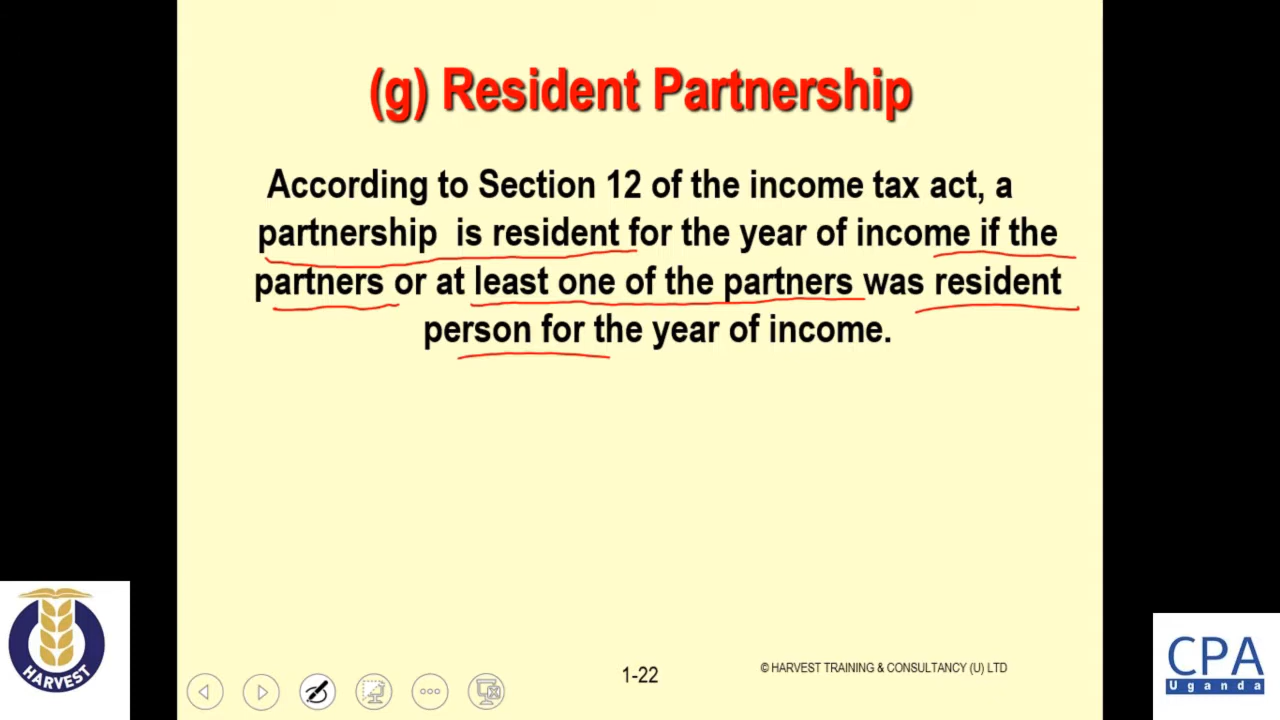 (g) Resident Partnership
According to Section 12 of the income tax act, a
partnership is resident for the year of income if the
partners or at least one of the partners was resident
person for the year of income.
HARVEST
1-22
© HARVEST TRAINING & CONSULTANCY (U) LTD
CPA
Uganda